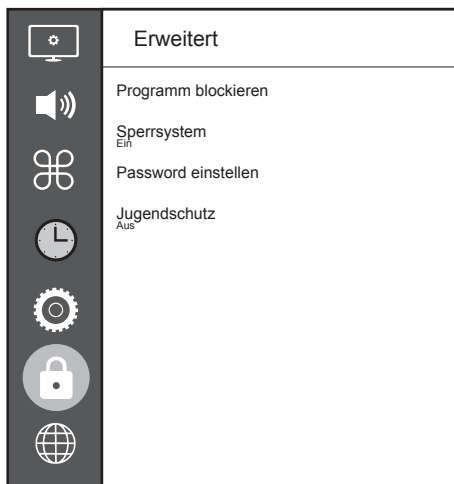 Erweitert
Programm blockieren
Sperrsystem
Ein
Password einstellen
Jugendschutz
Aus